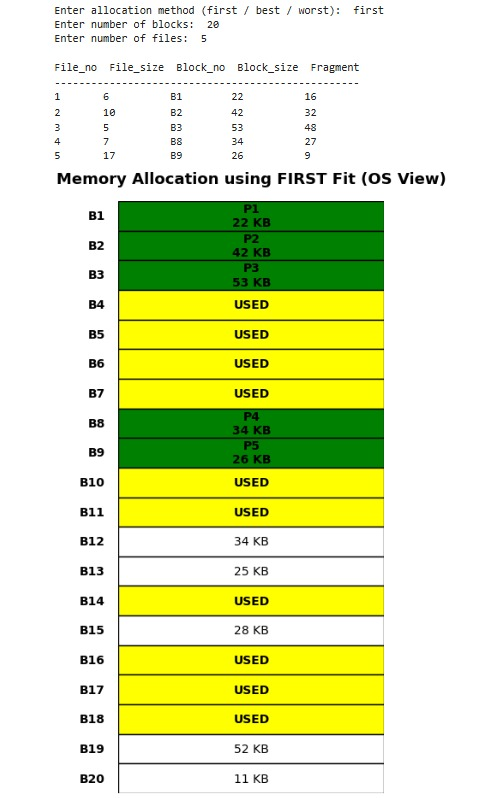 Enter allocation method (first / best / worst):  first
Enter number of blocks:  20
Enter number of files:  5
File_no  File_size  Block_no  Block_size  Fragment
--------------------------------------------------
1  6  B1  22  16
2  10  B2  42  32
3  5  B3  53  48
4  7  B8  34  27
5  17  B9  26  9
Memory Allocation using FIRST Fit (OS View)
B1  P1
22 KB
B2  P2
42 KB
B3  P3
53 KB
B4  USED
B5  USED
B6  USED
B7  USED
B8  P4
34 KB
B9  P5
26 KB
B10  USED
B11  USED
B12  34 KB
B13  25 KB
B14  USED
B15  28 KB
B16  USED
B17  USED
B18  USED
B19  52 KB
B20  11 KB